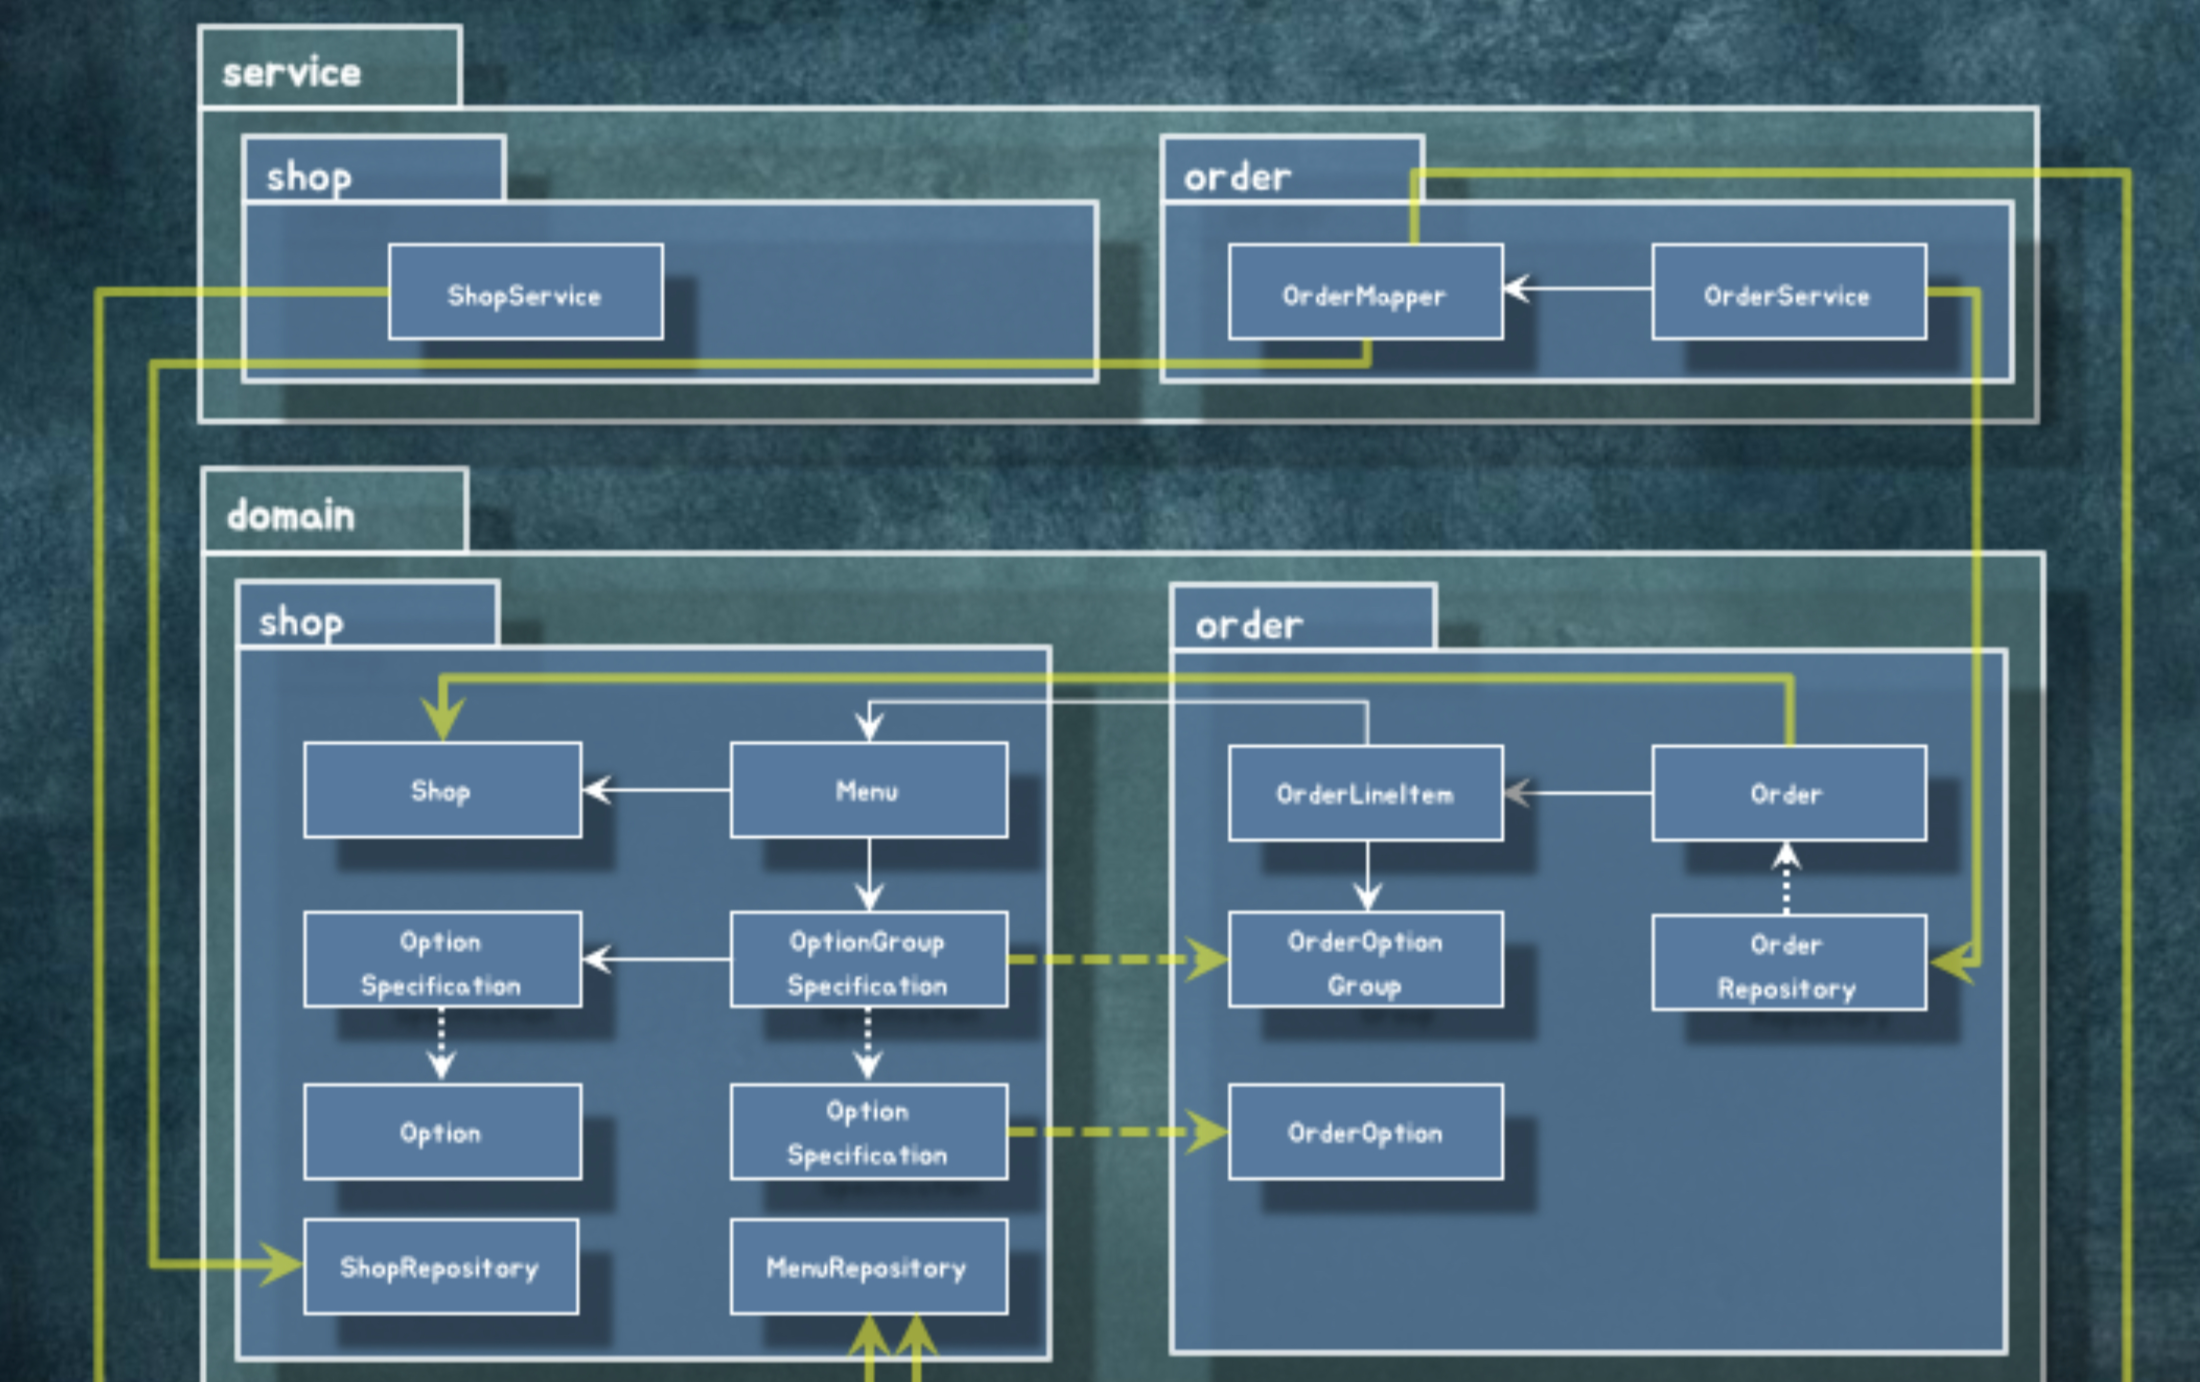 service
shop
order
ShopService
OrderMapper
OrderService
domain
shop
order
Shop
Menu
OrderLineItem
Order
Option
Specification
OptionGroup
Specification
OrderOption
Group
Order
Repository
Option
Option
Specification
OrderOption
ShopRepository
MenuRepository